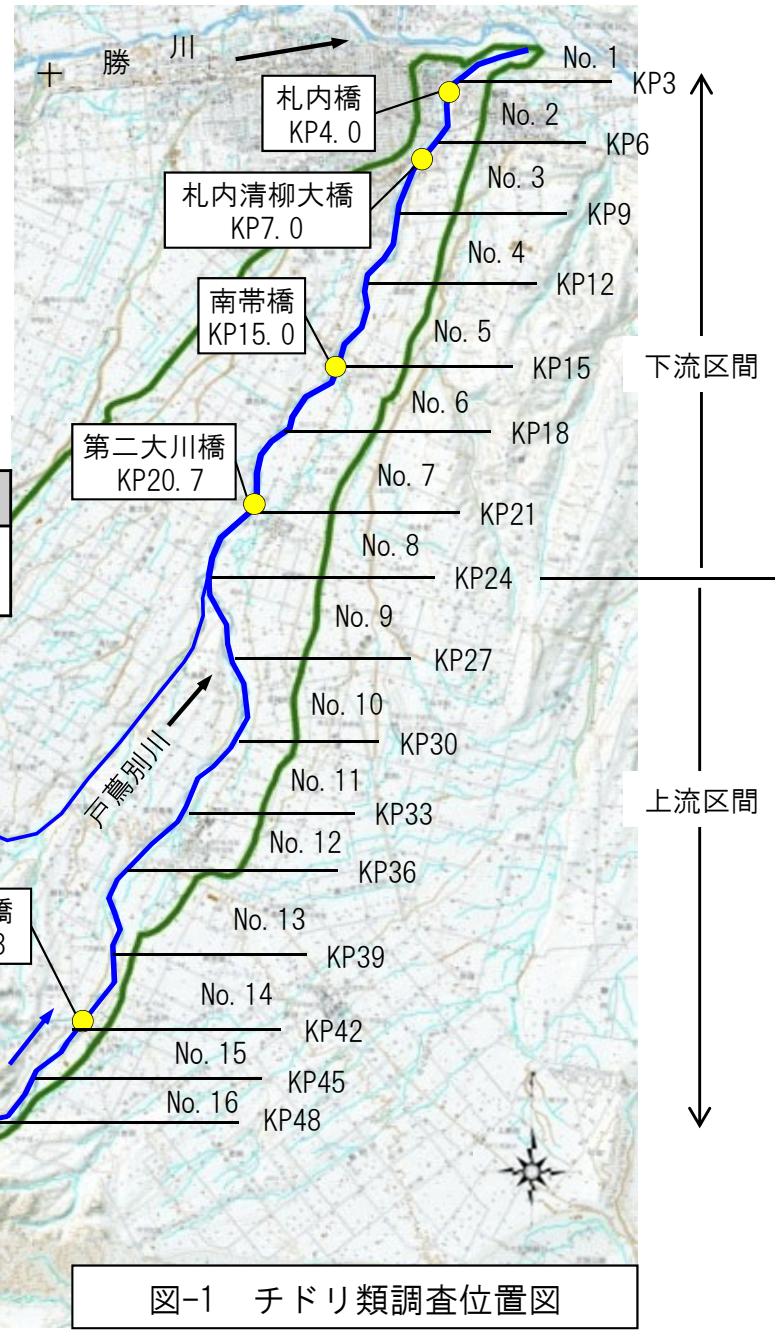 十勝川
No. 1
札内橋
KP4.0
KP3
No. 2
KP6
札内清柳大橋
KP7.0
No. 3
KP9
No. 4
KP12
南帯橋
KP15.0
No. 5
KP15
下流区間
No. 6
KP18
第二大川橋
KP20.7
No. 7
KP21
No. 8
KP24
No. 9
KP27
No. 10
戸蔦別川
KP30
No. 11
上流区間
KP33
No. 12
KP36
橋
No. 13
KP39
No. 14
KP42
No. 15
KP45
No. 16
KP48
図-1 チドリ類調査位置図